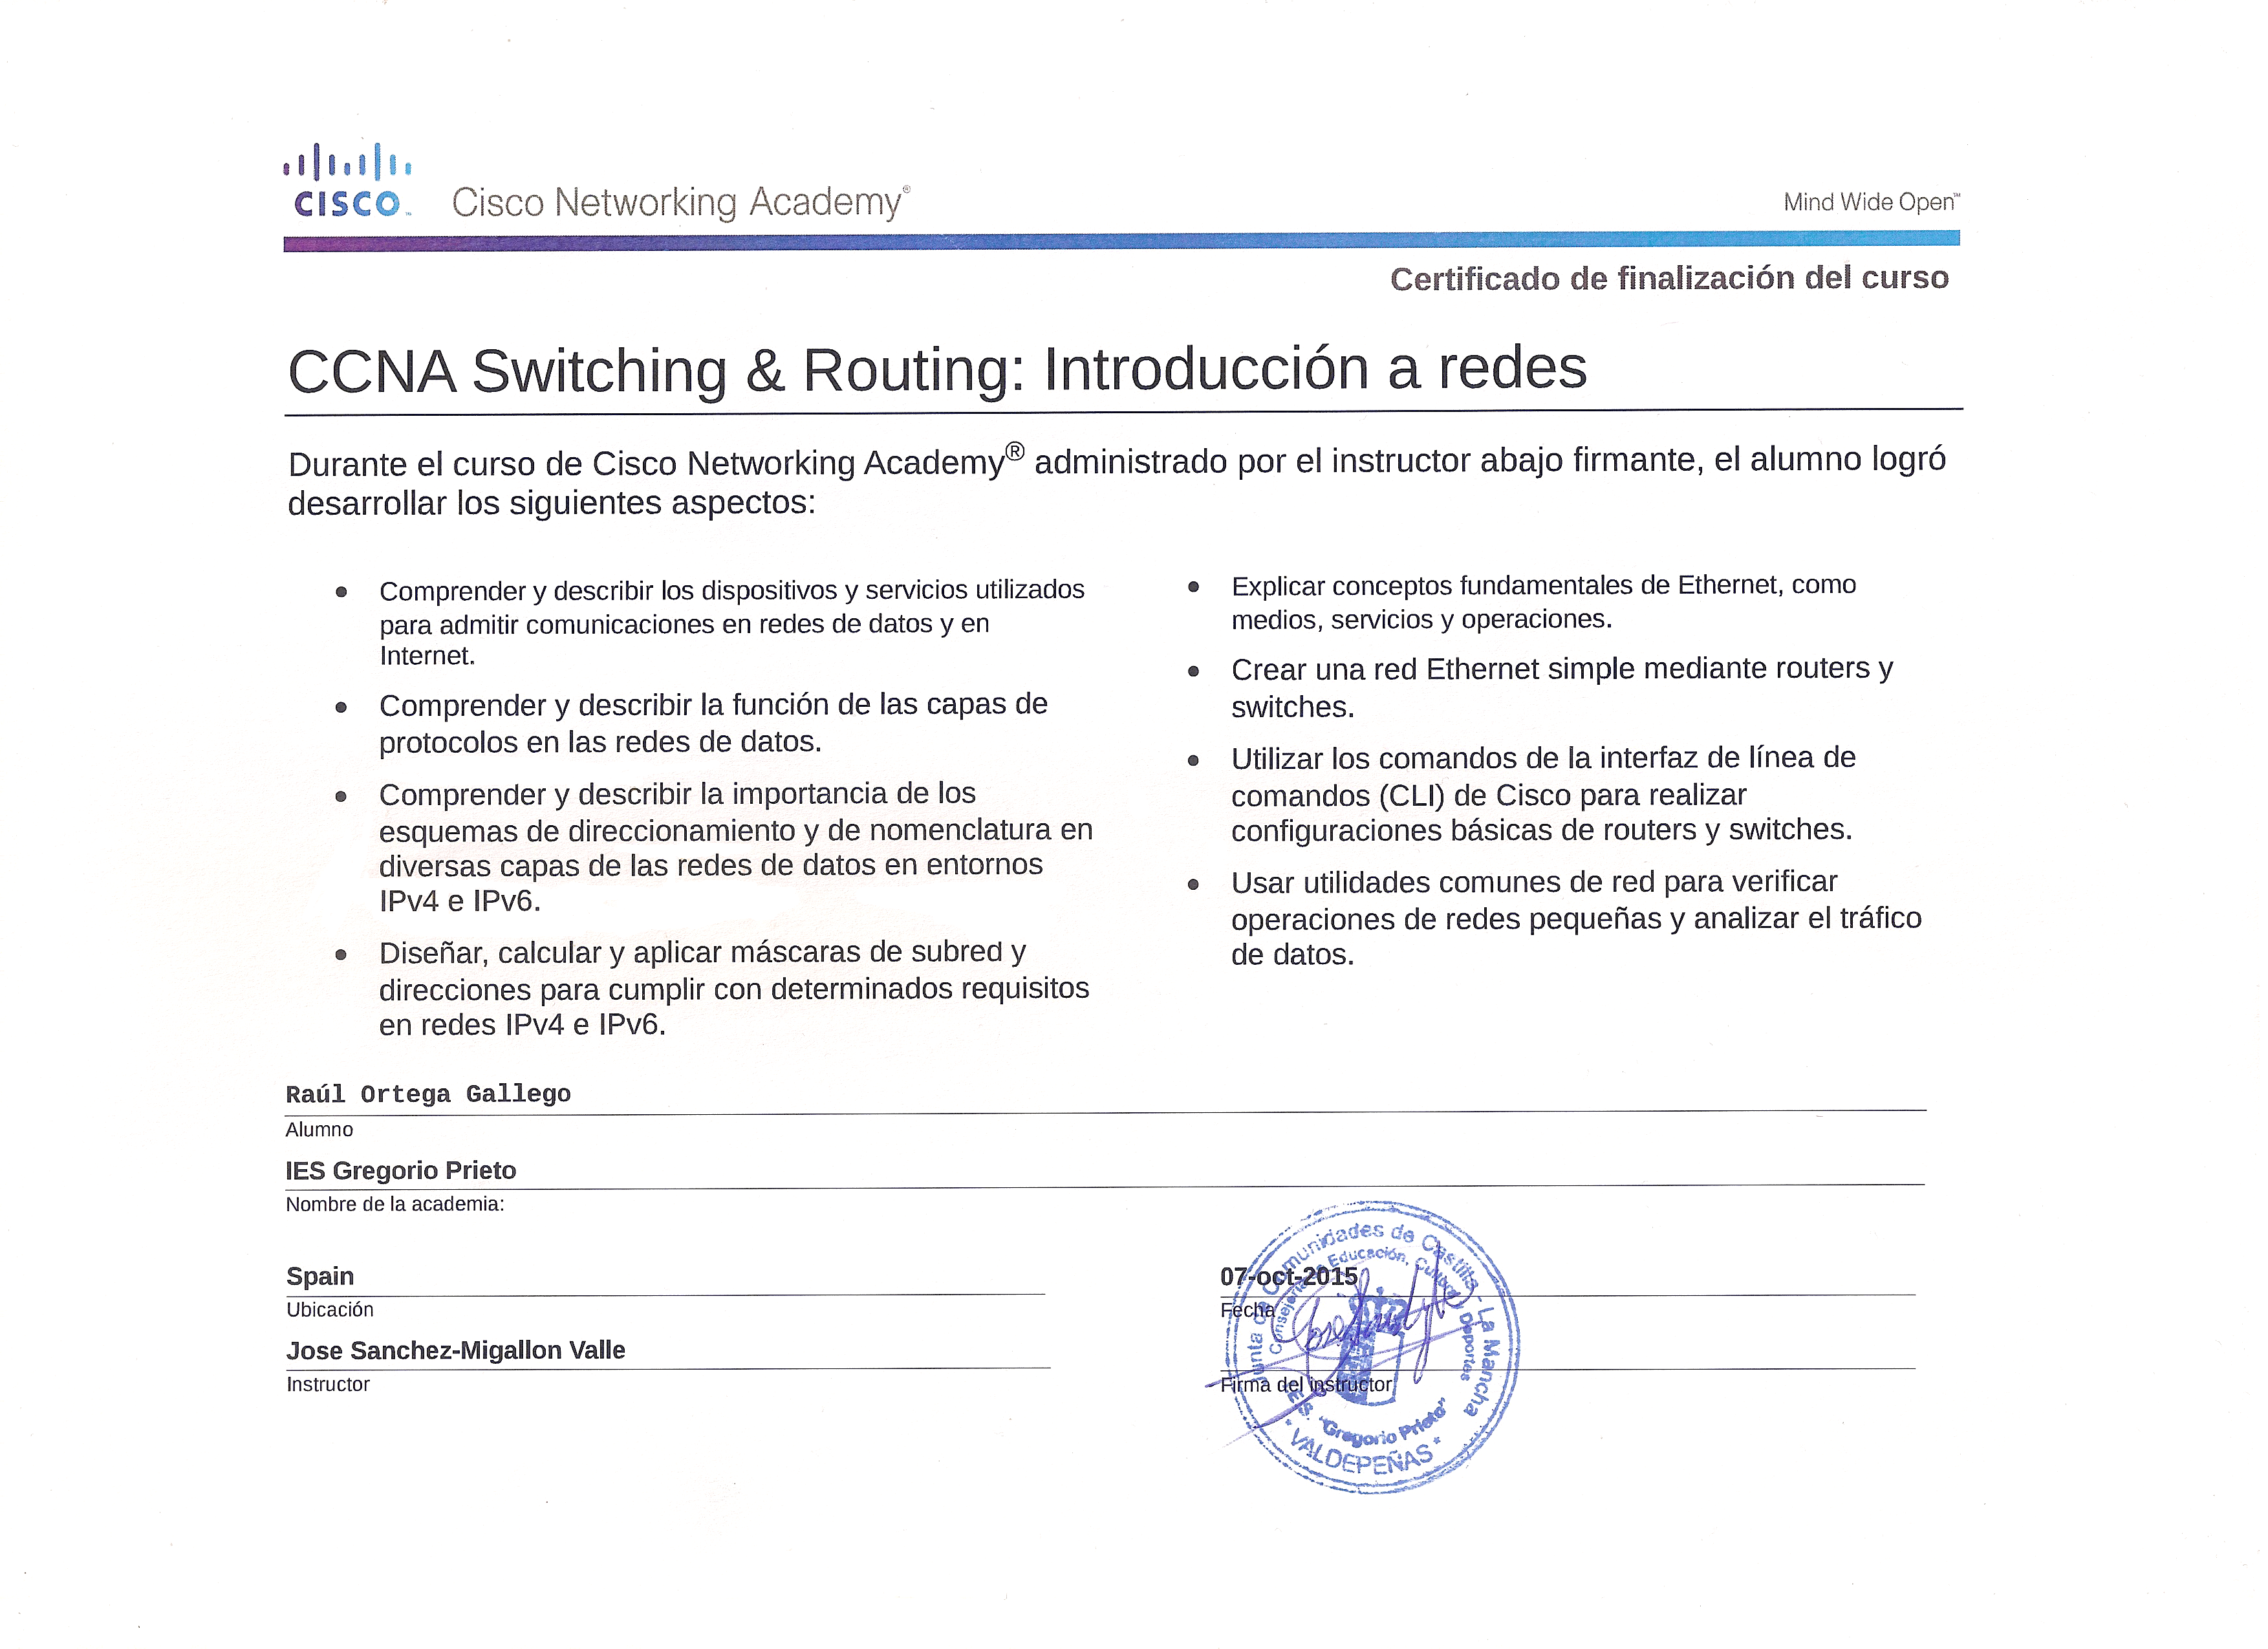 CISCO™ Cisco Networking Academy® Mind Wide Open™
Certificado de finalización del curso
CCNA Switching & Routing: Introducción a redes
Durante el curso de Cisco Networking Academy® administrado por el instructor abajo firmante, el alumno logró
desarrollar los siguientes aspectos:
• Comprender y describir los dispositivos y servicios utilizados
para admitir comunicaciones en redes de datos y en
Internet.
• Comprender y describir la función de las capas de
protocolos en las redes de datos.
• Comprender y describir la importancia de los
esquemas de direccionamiento y de nomenclatura en
diversas capas de las redes de datos en entornos
IPv4 e IPv6.
• Diseñar, calcular y aplicar máscaras de subred y
direcciones para cumplir con determinados requisitos
en redes IPv4 e IPv6.
• Explicar conceptos fundamentales de Ethernet, como
medios, servicios y operaciones.
• Crear una red Ethernet simple mediante routers y
switches.
• Utilizar los comandos de la interfaz de línea de
comandos (CLI) de Cisco para realizar
configuraciones básicas de routers y switches.
• Usar utilidades comunes de red para verificar
operaciones de redes pequeñas y analizar el tráfico
de datos.
Raúl Ortega Gallego
Alumno
IES Gregorio Prieto
Nombre de la academia:
Spain
Ubicación
07-oct-2015
Fecha
Jose Sanchez-Migallon Valle
Instructor
Firma del instructor
Junta de Comunidades de Castilla - La Mancha
Consejería de Educación, Cultura y Deportes
I.E.S. "Gregorio Prieto"
* VALDEPEÑAS *